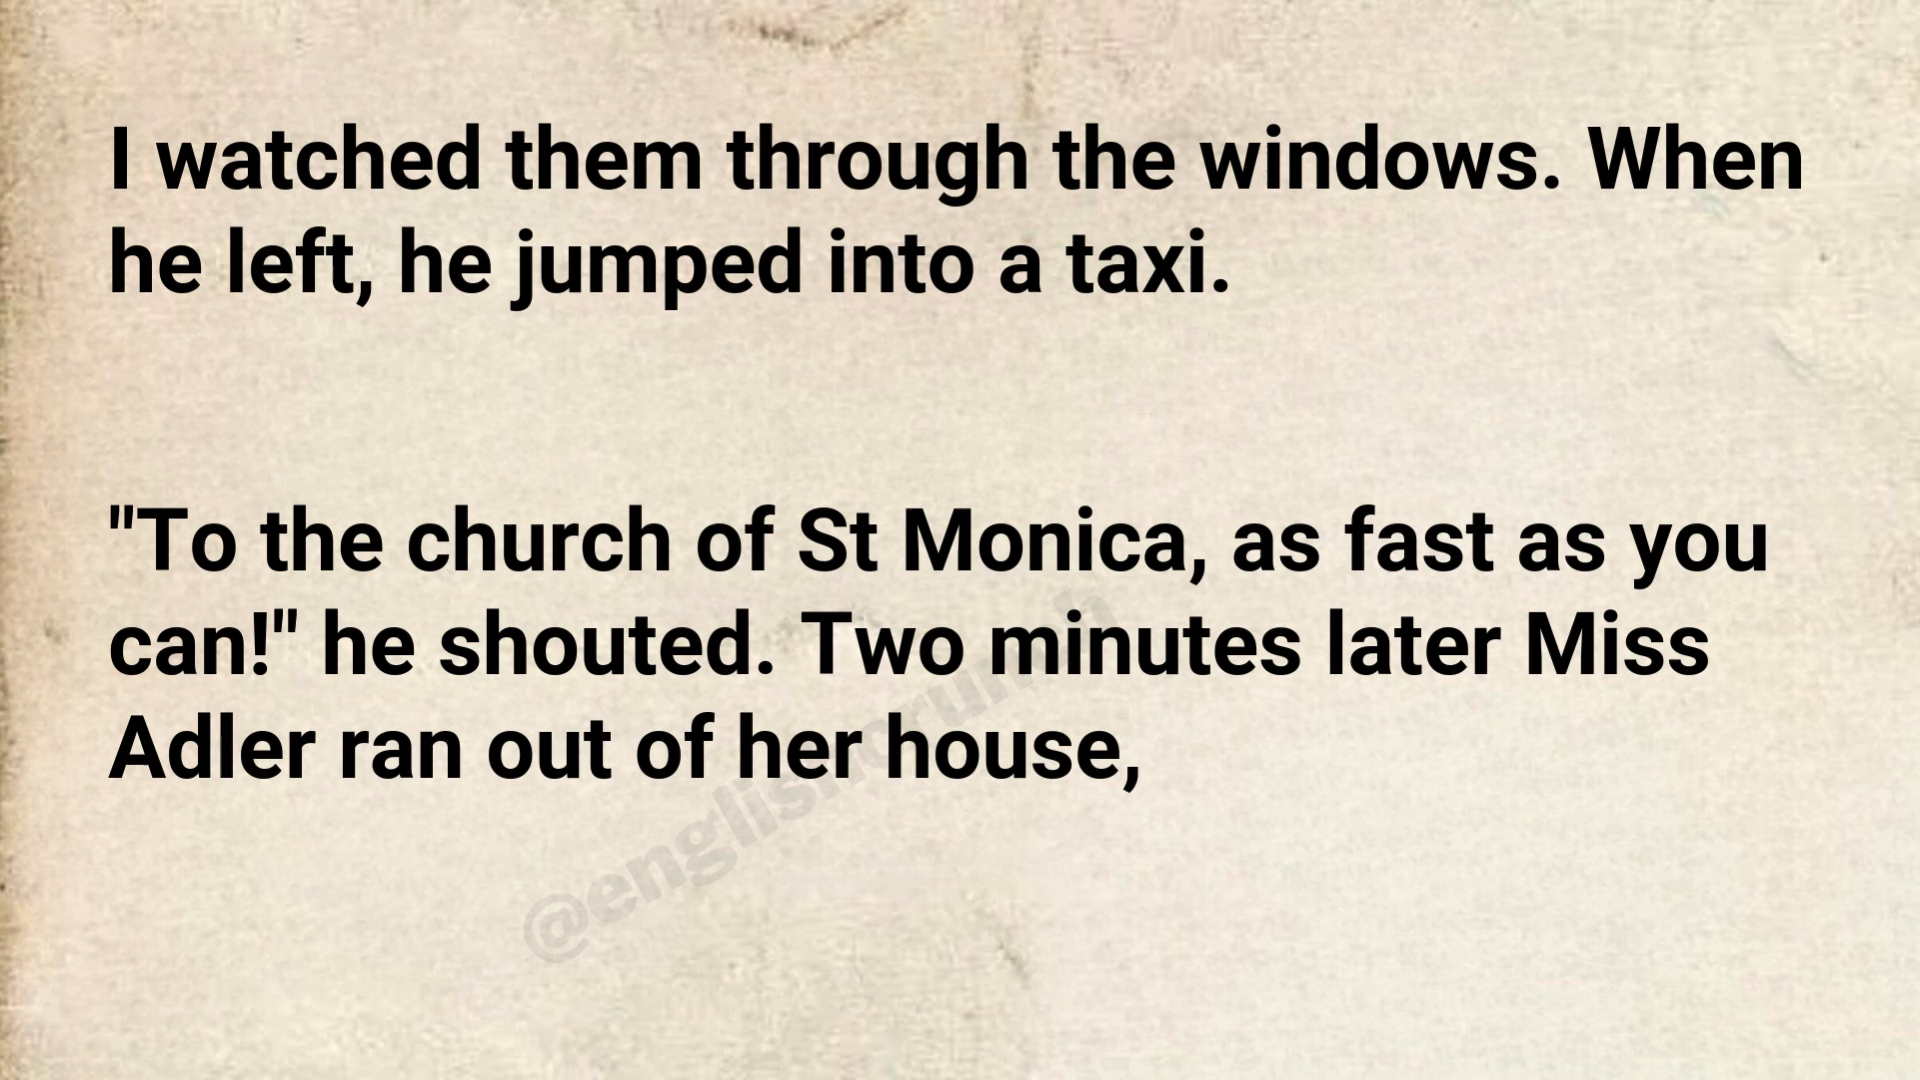 I watched them through the windows. When
he left, he jumped into a taxi.
"To the church of St Monica, as fast as you
can!" he shouted. Two minutes later Miss
Adler ran out of her house,